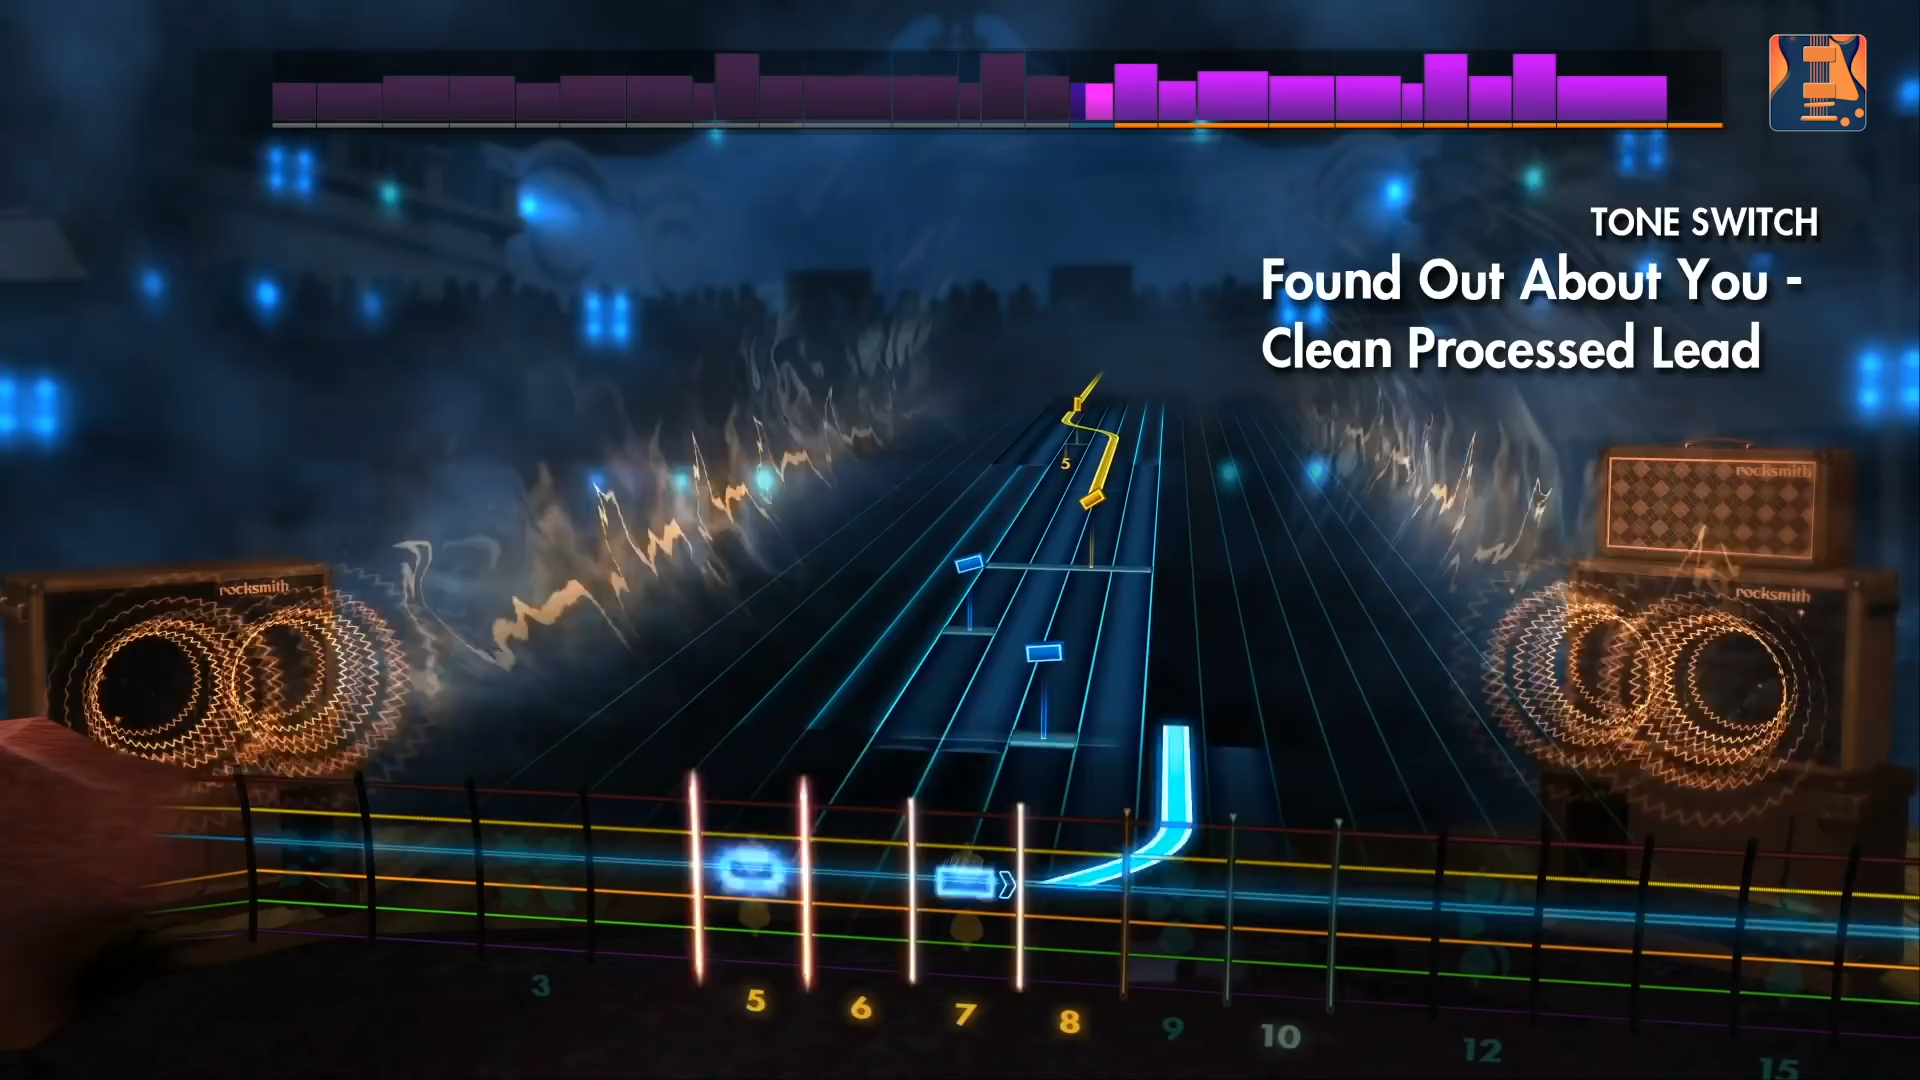 TONE SWITCH
Found Out About You -
Clean Processed Lead
5
rocksmith
rocksmith
rocksmith
3
5
6
7
8
9
10
12
15